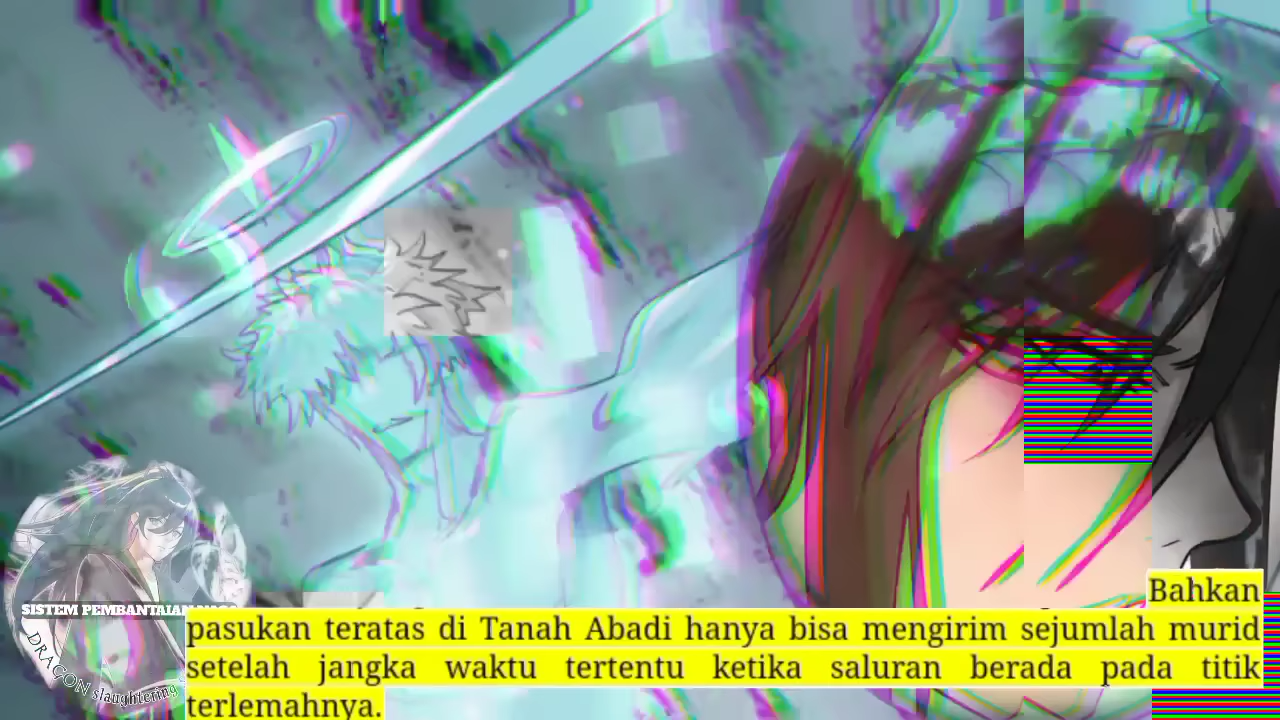 SISTEM PEMBANTAIAN
DRAGON slaughtering
Bahkan
pasukan teratas di Tanah Abadi hanya bisa mengirim sejumlah murid
setelah jangka waktu tertentu ketika saluran berada pada titik
terlemahnya.